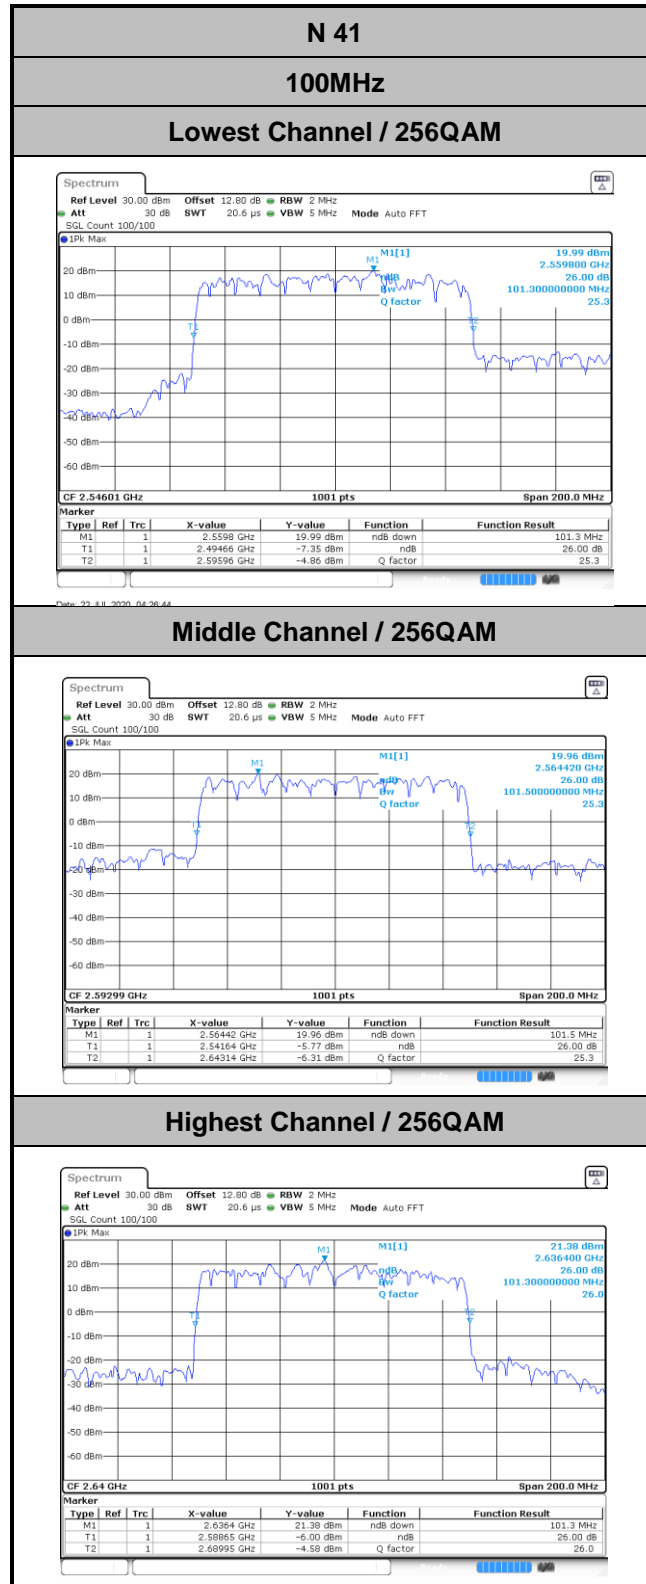 N 41
100MHz
Lowest Channel / 256QAM
Spectrum
Ref Level 30.00 dBm Offset 12.80 dB RBW 2 MHz
Att 30 dB SWT 20.6 µs VBW 5 MHz Mode Auto FFT
SGL Count 100/100
1Pk Max
M1[1] 19.99 dBm
2.559800 GHz
M1
20 dBm
ndB 26.00 dB
Bw 101.300000000 MHz
10 dBm
Q factor 25.3
0 dBm
T1 T2
-10 dBm
-20 dBm
-30 dBm
-40 dBm
-50 dBm
-60 dBm
CF 2.54601 GHz 1001 pts Span 200.0 MHz
Marker
Type Ref Trc X-value Y-value Function Function Result
M1 1 2.5598 GHz 19.99 dBm ndB down 101.3 MHz
T1 1 2.49466 GHz -7.35 dBm ndB 26.00 dB
T2 1 2.59596 GHz -4.86 dBm Q factor 25.3
Date: 22.JUL.2020 04:26:44
Middle Channel / 256QAM
Spectrum
Ref Level 30.00 dBm Offset 12.80 dB RBW 2 MHz
Att 30 dB SWT 20.6 µs VBW 5 MHz Mode Auto FFT
SGL Count 100/100
1Pk Max
M1[1] 19.96 dBm
M1
2.564420 GHz
20 dBm
ndB 26.00 dB
Bw 101.500000000 MHz
10 dBm
Q factor 25.3
0 dBm
T1 T2
-10 dBm
-20 dBm
-30 dBm
-40 dBm
-50 dBm
-60 dBm
CF 2.59299 GHz 1001 pts Span 200.0 MHz
Marker
Type Ref Trc X-value Y-value Function Function Result
M1 1 2.56442 GHz 19.96 dBm ndB down 101.5 MHz
T1 1 2.54164 GHz -5.77 dBm ndB 26.00 dB
T2 1 2.64314 GHz -6.31 dBm Q factor 25.3
Highest Channel / 256QAM
Spectrum
Ref Level 30.00 dBm Offset 12.80 dB RBW 2 MHz
Att 30 dB SWT 20.6 µs VBW 5 MHz Mode Auto FFT
SGL Count 100/100
1Pk Max
M1[1] 21.38 dBm
M1
2.636400 GHz
20 dBm
ndB 26.00 dB
Bw 101.300000000 MHz
10 dBm
Q factor 26.0
0 dBm
T1 T2
-10 dBm
-20 dBm
-30 dBm
-40 dBm
-50 dBm
-60 dBm
CF 2.64 GHz 1001 pts Span 200.0 MHz
Marker
Type Ref Trc X-value Y-value Function Function Result
M1 1 2.6364 GHz 21.38 dBm ndB down 101.3 MHz
T1 1 2.58865 GHz -6.00 dBm ndB 26.00 dB
T2 1 2.68995 GHz -4.58 dBm Q factor 26.0